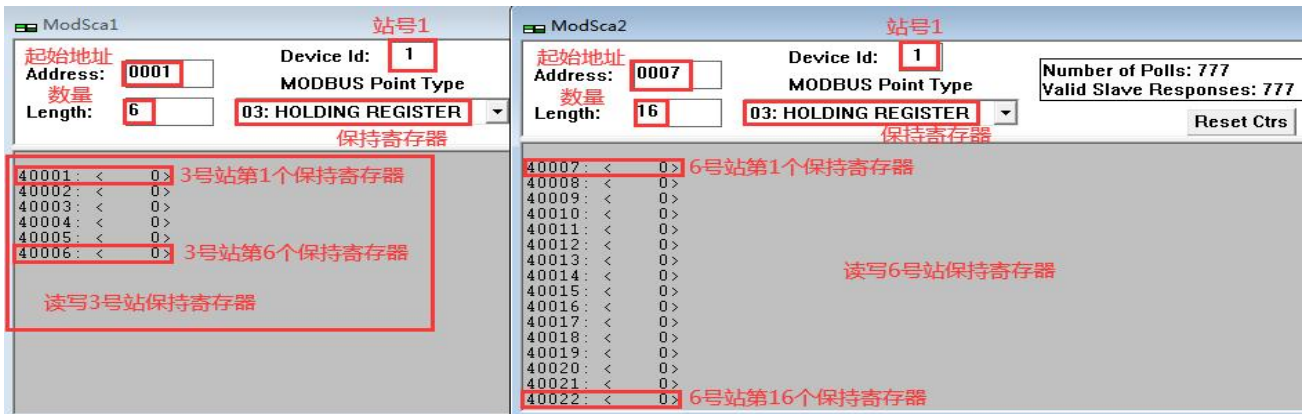 ModSca1
站号1
起始地址
Address: 0001
Device Id: 1
MODBUS Point Type
数量
Length: 6
03: HOLDING REGISTER
保持寄存器
40001: < 0> 3号站第1个保持寄存器
40002: < 0>
40003: < 0>
40004: < 0>
40005: < 0>
40006: < 0> 3号站第6个保持寄存器
读写3号站保持寄存器
ModSca2
站号1
起始地址
Address: 0007
Device Id: 1
MODBUS Point Type
数量
Length: 16
03: HOLDING REGISTER
保持寄存器
Number of Polls: 777
Valid Slave Responses: 777
Reset Ctrs
40007: < 0> 6号站第1个保持寄存器
40008: < 0>
40009: < 0>
40010: < 0>
40011: < 0>
40012: < 0>
40013: < 0>
40014: < 0>
读写6号站保持寄存器
40015: < 0>
40016: < 0>
40017: < 0>
40018: < 0>
40019: < 0>
40020: < 0>
40021: < 0>
40022: < 0> 6号站第16个保持寄存器